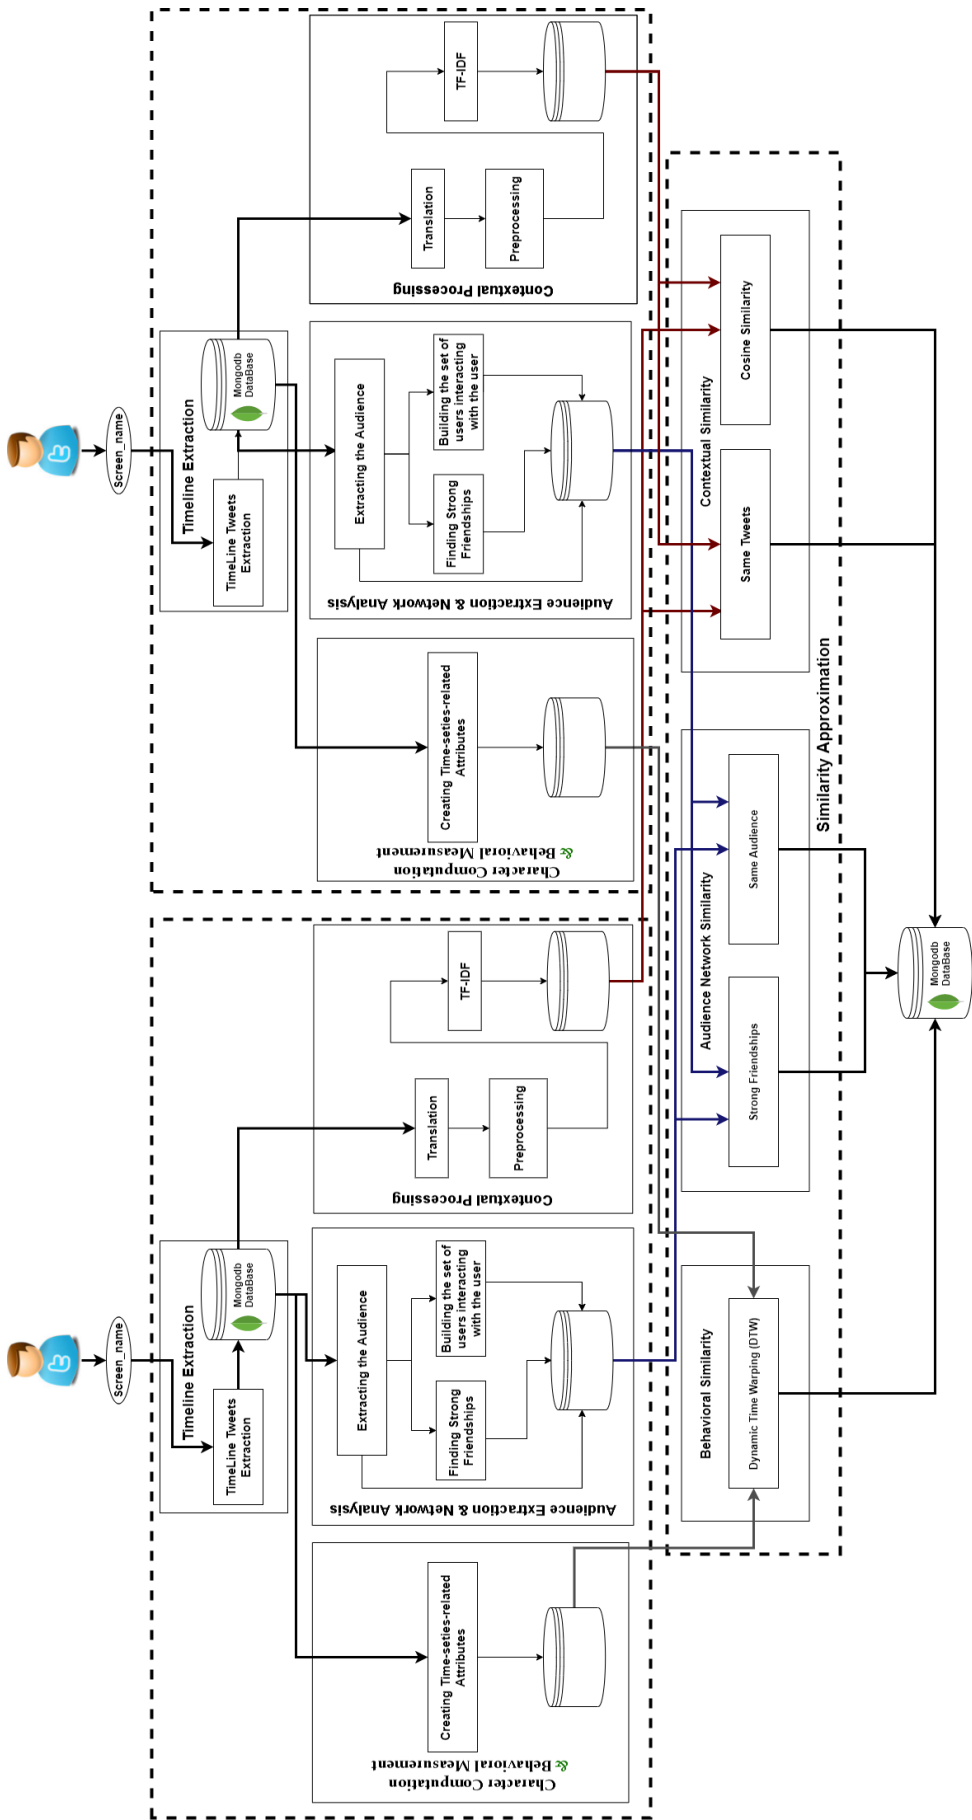 Screen_name
Timeline Extraction
TimeLine Tweets
Extraction
Mongodb
DataBase
Contextual Processing
Translation
Preprocessing
TF-IDF
Audience Extraction & Network Analysis
Extracting the Audience
Finding Strong
Friendships
Building the set of
users interacting
with the user
Character Computation
& Behavioral Measurement
Creating Time-seties-related
Attributes
Screen_name
Timeline Extraction
TimeLine Tweets
Extraction
Mongodb
DataBase
Contextual Processing
Translation
Preprocessing
TF-IDF
Audience Extraction & Network Analysis
Extracting the Audience
Finding Strong
Friendships
Building the set of
users interacting
with the user
Character Computation
& Behavioral Measurement
Creating Time-seties-related
Attributes
Similarity Approximation
Behavioral Similarity
Dynamic Time Warping (DTW)
Audience Network Similarity
Strong Friendships
Same Audience
Contextual Similarity
Same Tweets
Cosine Similarity
Mongodb
DataBase